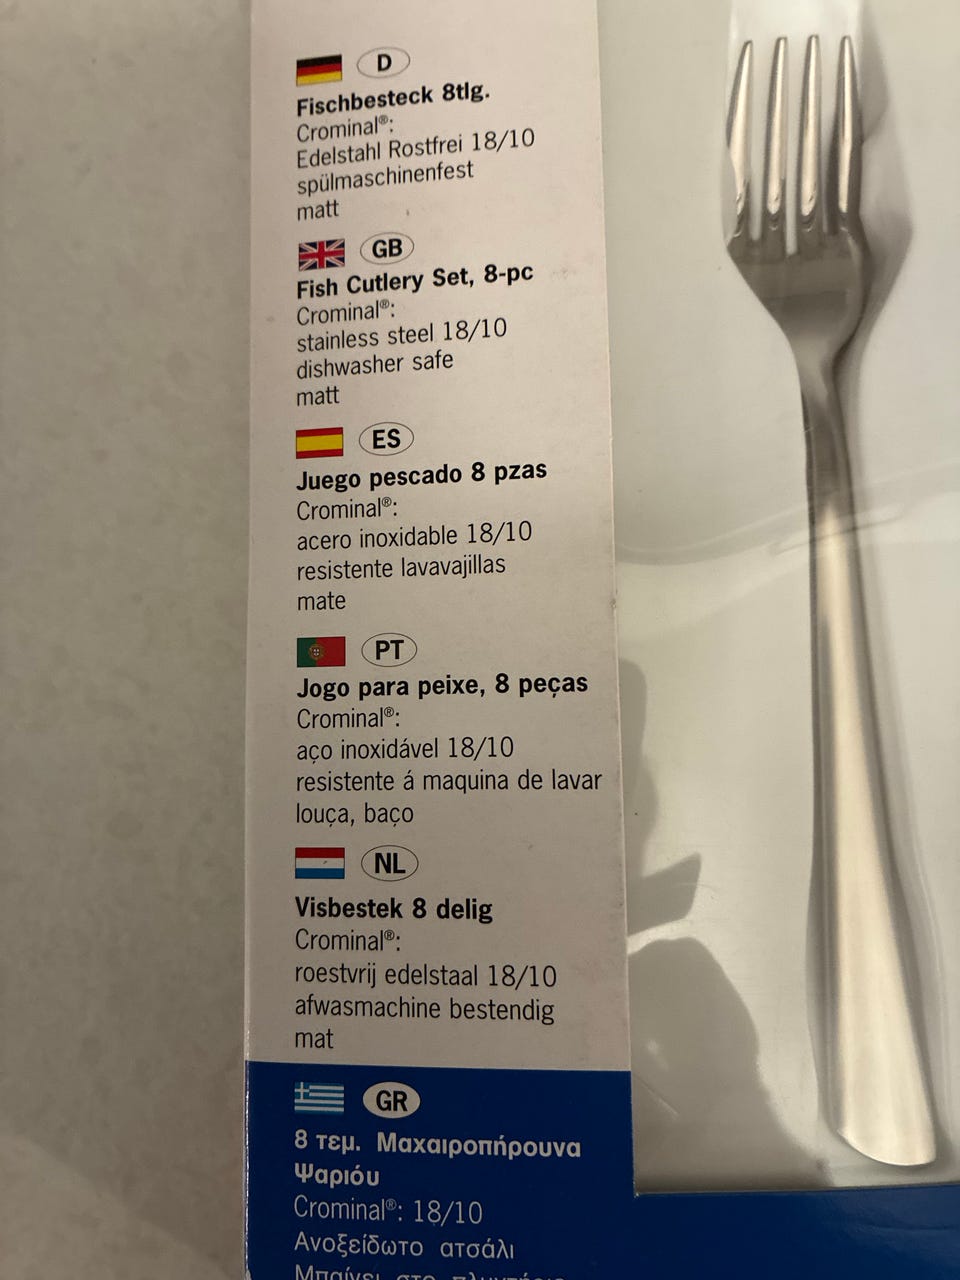 D
Fischbesteck 8tlg.
Crominal®:
Edelstahl Rostfrei 18/10
spülmaschinenfest
matt
GB
Fish Cutlery Set, 8-pc
Crominal®:
stainless steel 18/10
dishwasher safe
matt
ES
Juego pescado 8 pzas
Crominal®:
acero inoxidable 18/10
resistente lavavajillas
mate
PT
Jogo para peixe, 8 peças
Crominal®:
aço inoxidável 18/10
resistente á maquina de lavar
louça, baço
NL
Visbestek 8 delig
Crominal®:
roestvrij edelstaal 18/10
afwasmachine bestendig
mat
GR
8 τεμ. Μαχαιροπήρουνα
Ψαριόυ
Crominal®: 18/10
Ανοξείδωτο ατσάλι
Μπαίνει στο